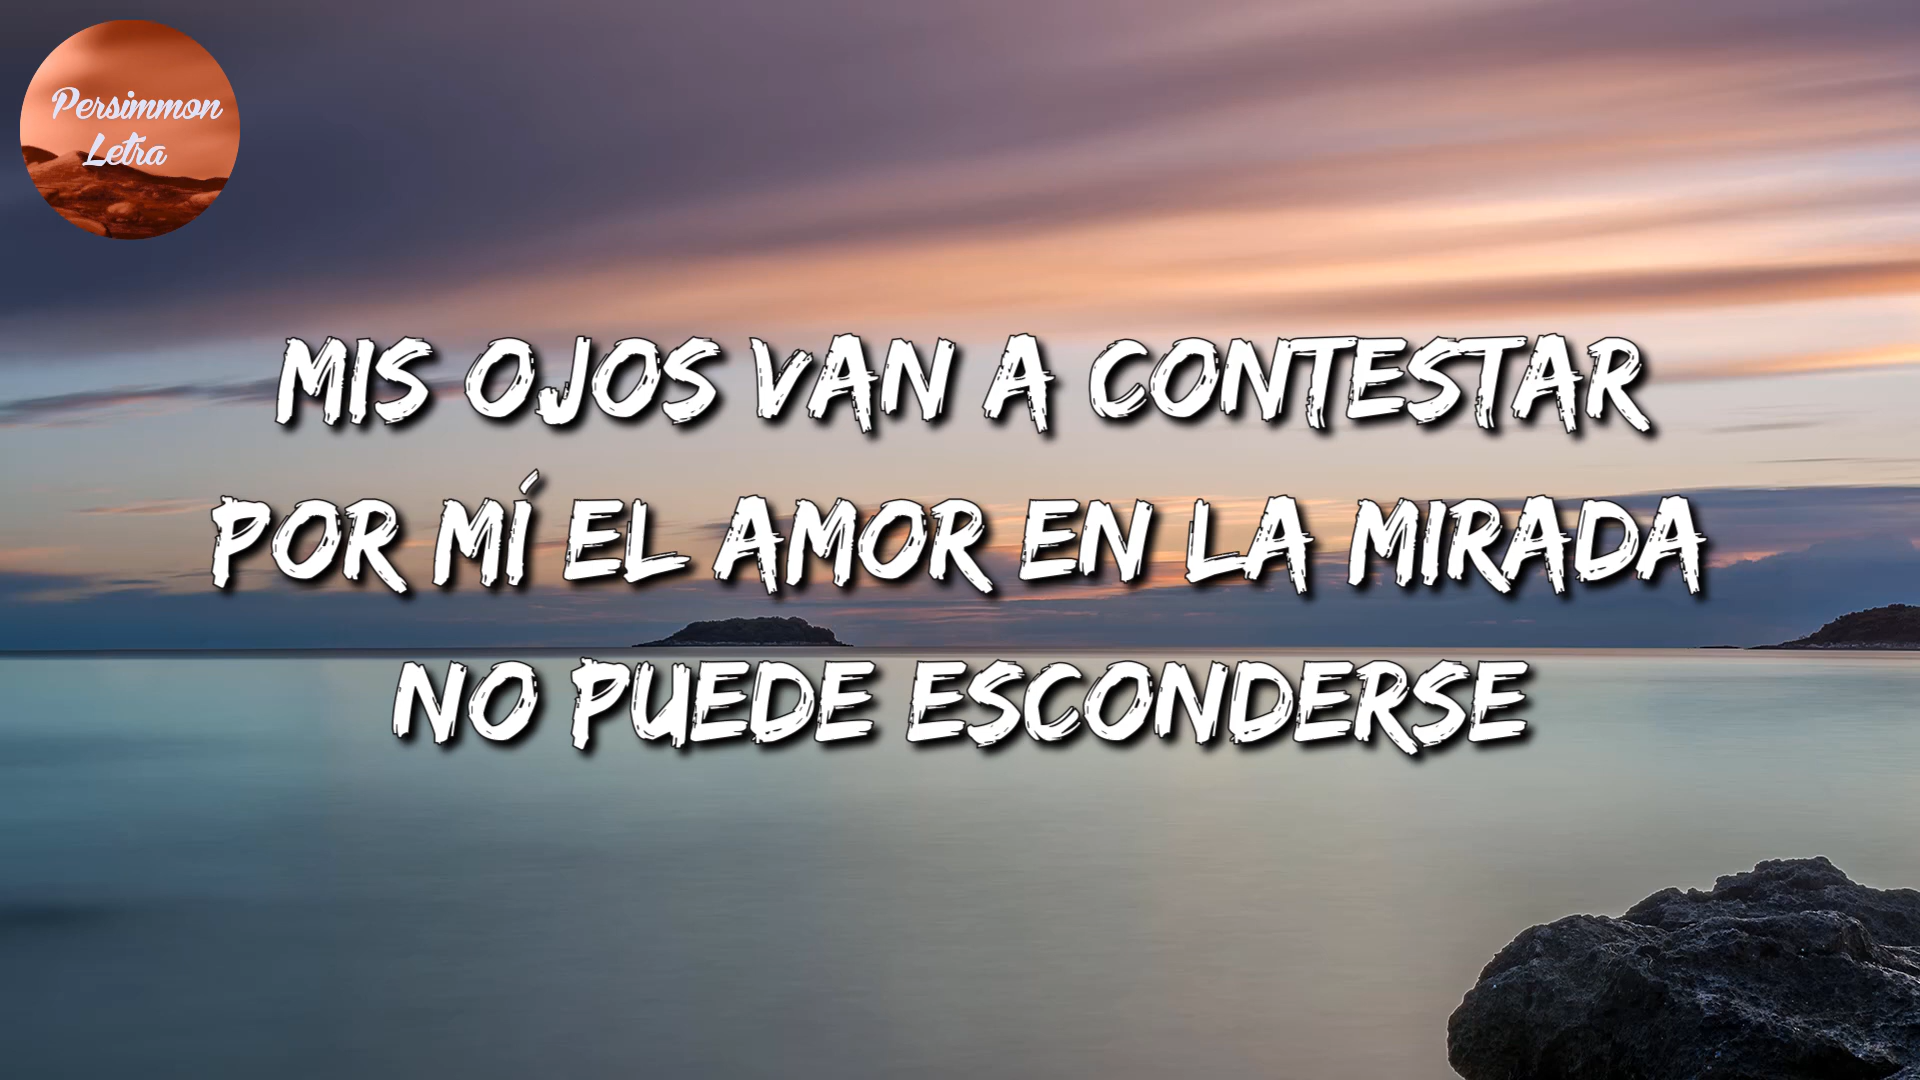 Persimmon
Letra
MIS OJOS VAN A CONTESTAR
POR MÍ EL AMOR EN LA MIRADA
NO PUEDE ESCONDERSE